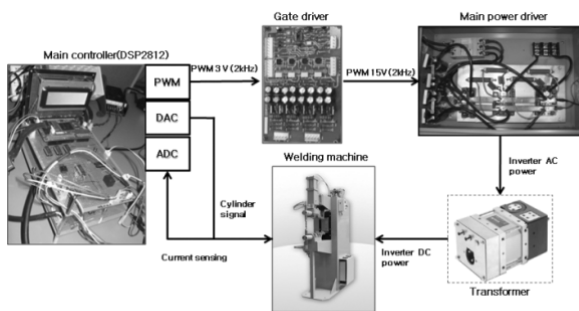 Gate driver
Main power driver
Main controller(DSP2812)
PWM
PWM 3 V (2kHz)
PWM 15V (2kHz)
DAC
ADC
Welding machine
Inverter AC
power
Cylinder
signal
Current sensing
Inverter DC
power
Transformer